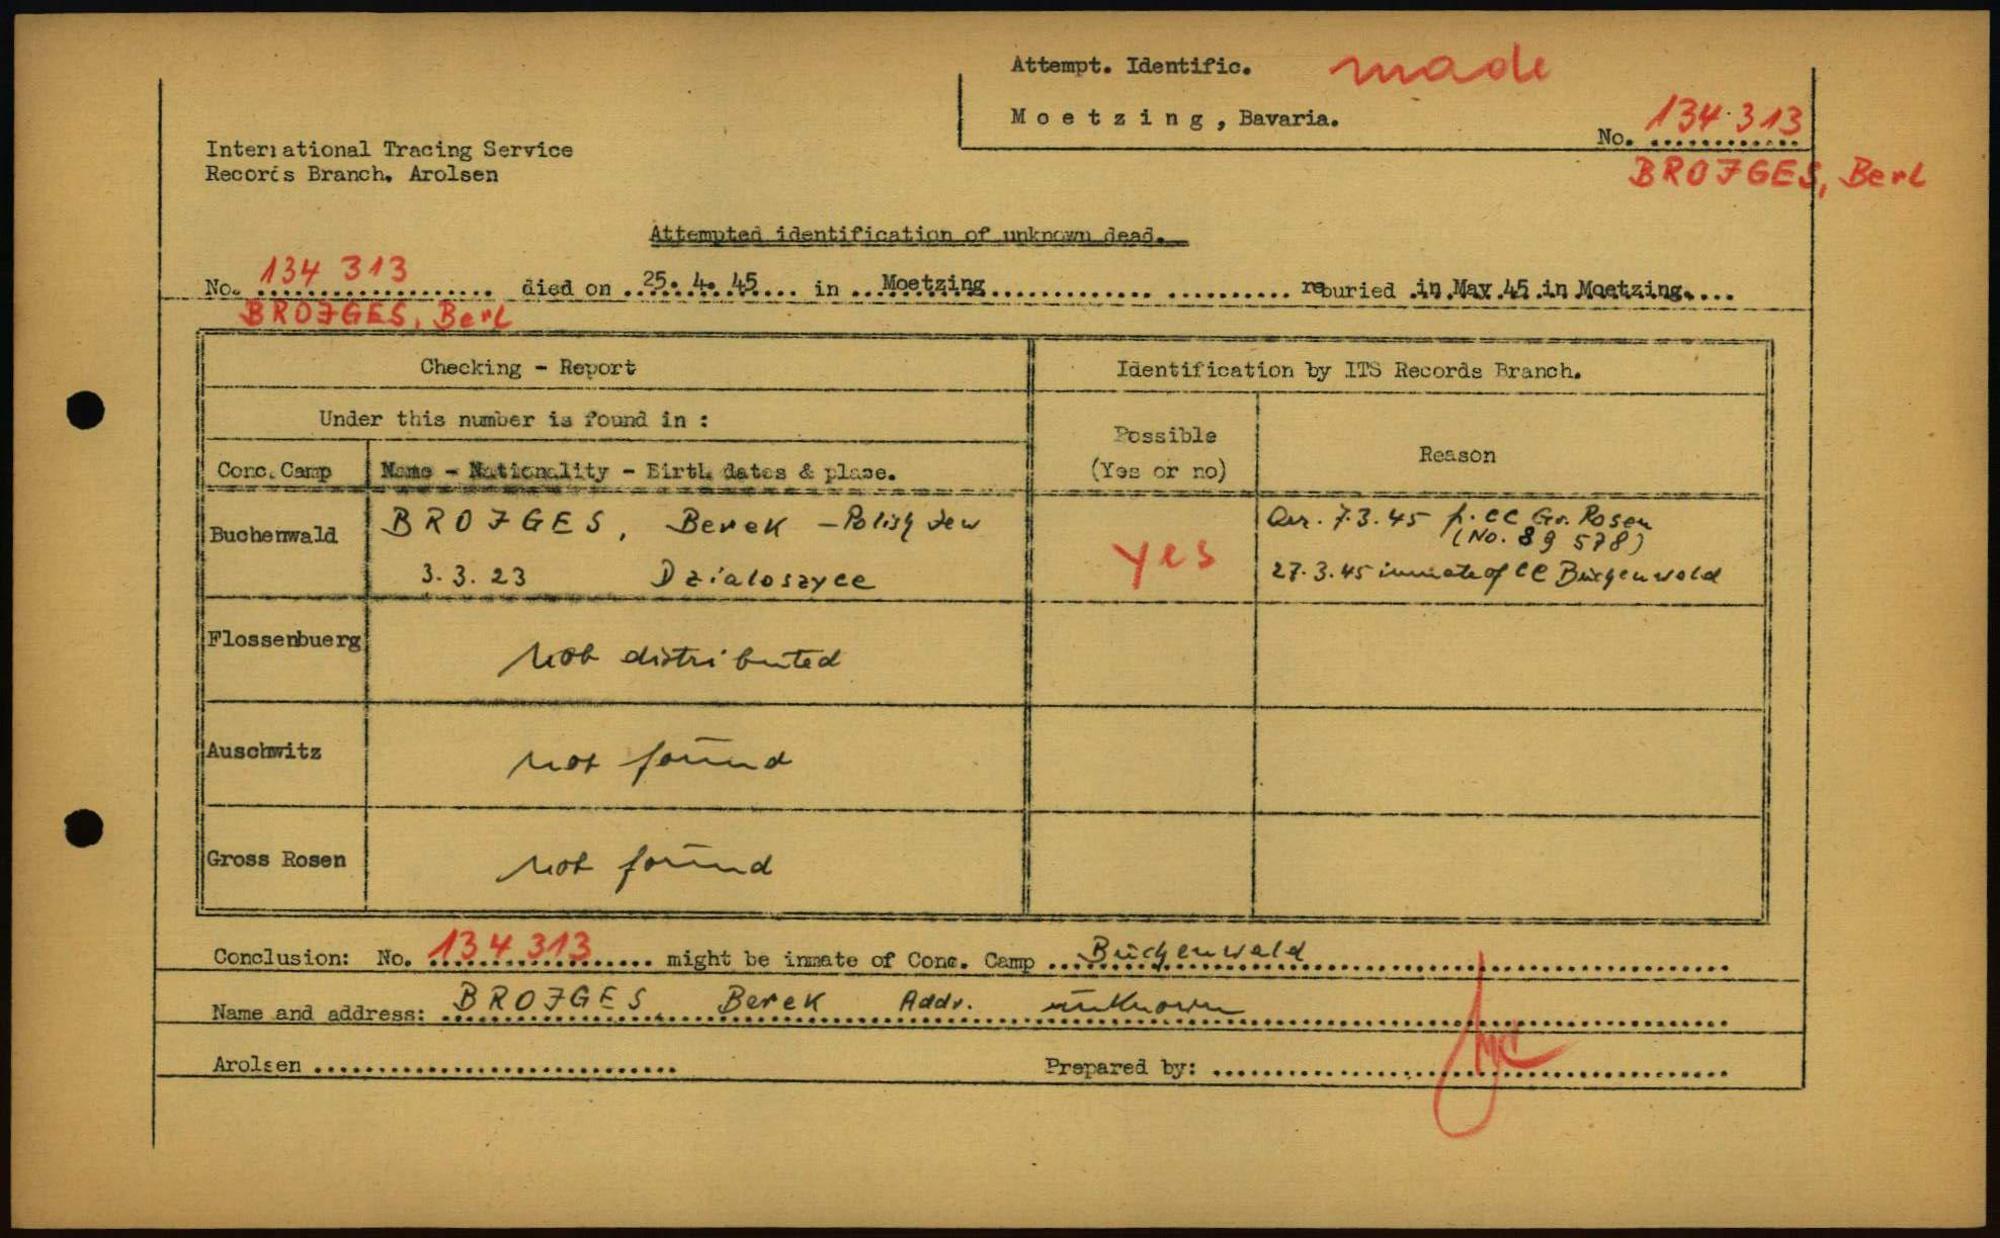 Attempt. Identific. made
Moetzing, Bavaria.
No. 134 313
BROJGES, Berl
International Tracing Service
Records Branch. Arolsen
Attempted identification of unknown dead.
No. 134 313 died on 25. 4. 45 in Moetzing reburied in May 45 in Moetzing.
BROJGES, Berl
Checking - Report
Identification by ITS Records Branch.
Under this number is found in :
Possible
(Yes or no)
Reason
Conc. Camp
Name - Nationality - Birth dates & place.
Buchenwald
BROJGES, Berek - Polish Jew
3. 3. 23 Dzialoszyce
yes
Arr. 7.3.45 f. CC Gr. Rosen
(No. 89 578)
27.3.45 inmate of CC Buchenwald
Flossenbuerg
not distributed
Auschwitz
not found
Gross Rosen
not found
Conclusion: No. 134 313 might be inmate of Conc. Camp Buchenwald
Name and address: BROJGES, Berek Addr. unknown
Arolsen
Prepared by: